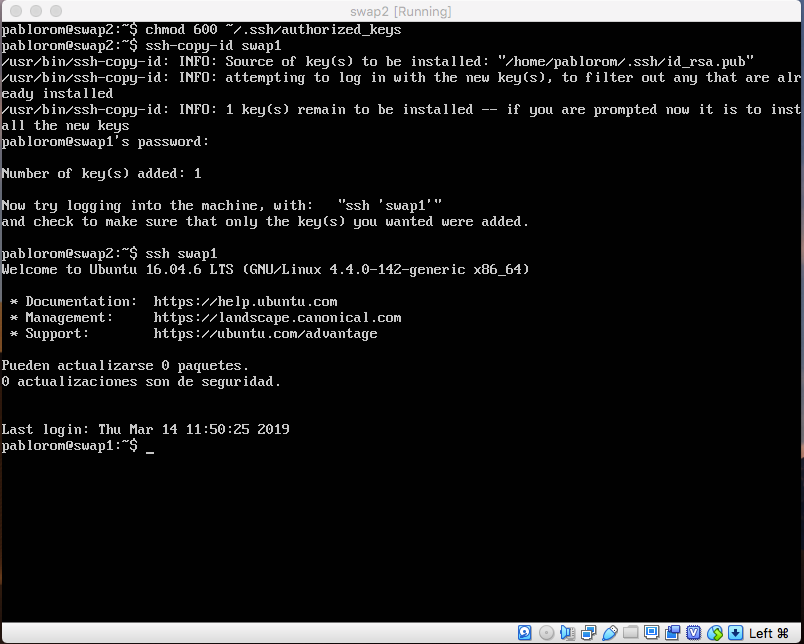 swap2 [Running]
pablorom@swap2:~$ chmod 600 ~/.ssh/authorized_keys
pablorom@swap2:~$ ssh-copy-id swap1
/usr/bin/ssh-copy-id: INFO: Source of key(s) to be installed: "/home/pablorom/.ssh/id_rsa.pub"
/usr/bin/ssh-copy-id: INFO: attempting to log in with the new key(s), to filter out any that are alr
eady installed
/usr/bin/ssh-copy-id: INFO: 1 key(s) remain to be installed -- if you are prompted now it is to inst
all the new keys
pablorom@swap1's password:
Number of key(s) added: 1
Now try logging into the machine, with:   "ssh 'swap1'"
and check to make sure that only the key(s) you wanted were added.
pablorom@swap2:~$ ssh swap1
Welcome to Ubuntu 16.04.6 LTS (GNU/Linux 4.4.0-142-generic x86_64)
 * Documentation:  https://help.ubuntu.com
 * Management:     https://landscape.canonical.com
 * Support:        https://ubuntu.com/advantage
Pueden actualizarse 0 paquetes.
0 actualizaciones son de seguridad.
Last login: Thu Mar 14 11:50:25 2019
pablorom@swap1:~$ _
Left ⌘